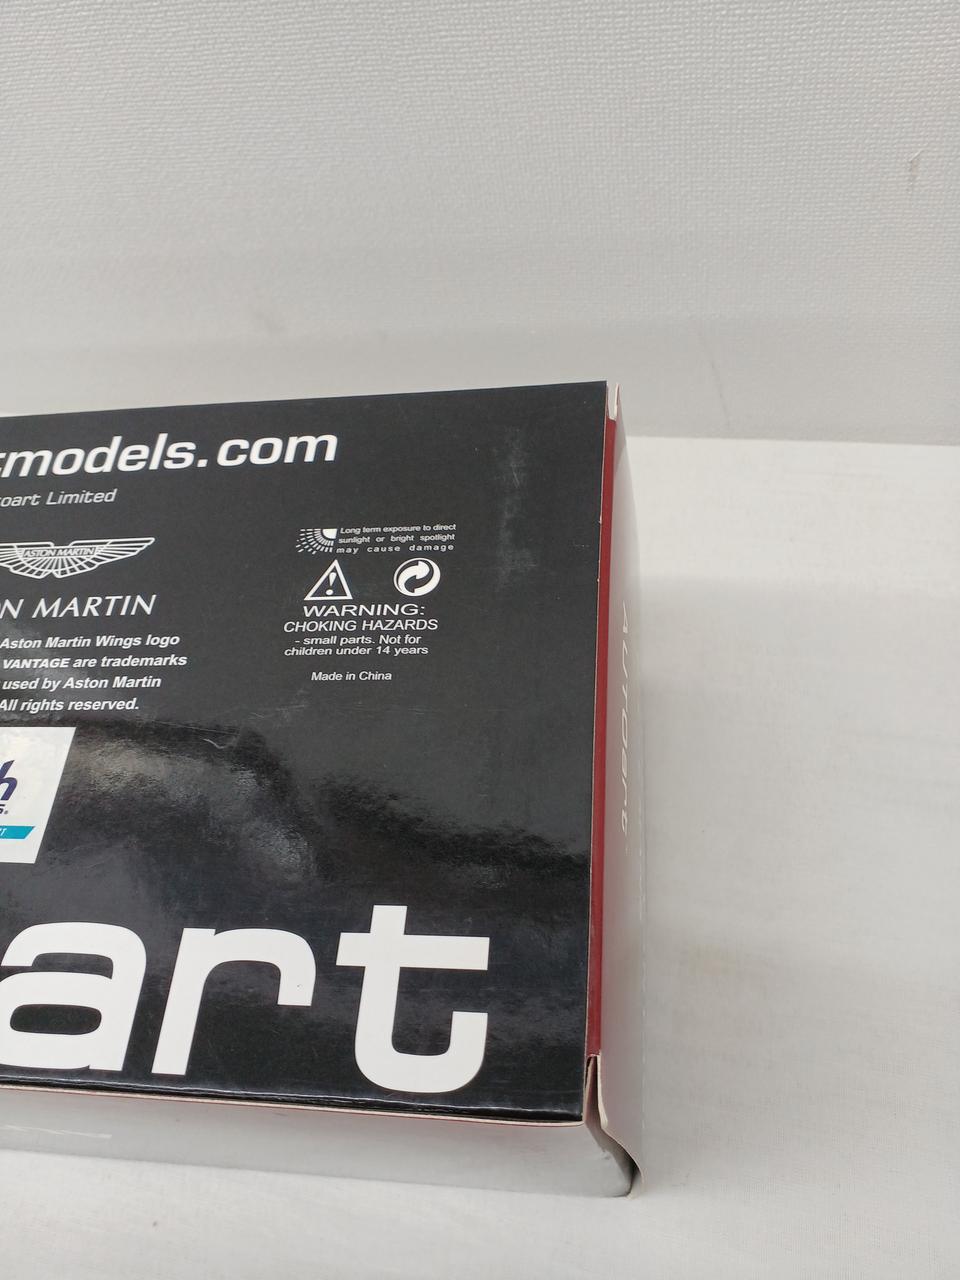 tmodels.com
toart Limited
ASTON MARTIN
ON MARTIN
Aston Martin Wings logo
VANTAGE are trademarks
used by Aston Martin
All rights reserved.
Long term exposure to direct
sunlight or bright spotlight
may cause damage
WARNING:
CHOKING HAZARDS
- small parts. Not for
children under 14 years
Made in China
h
s.
art
AUTOart